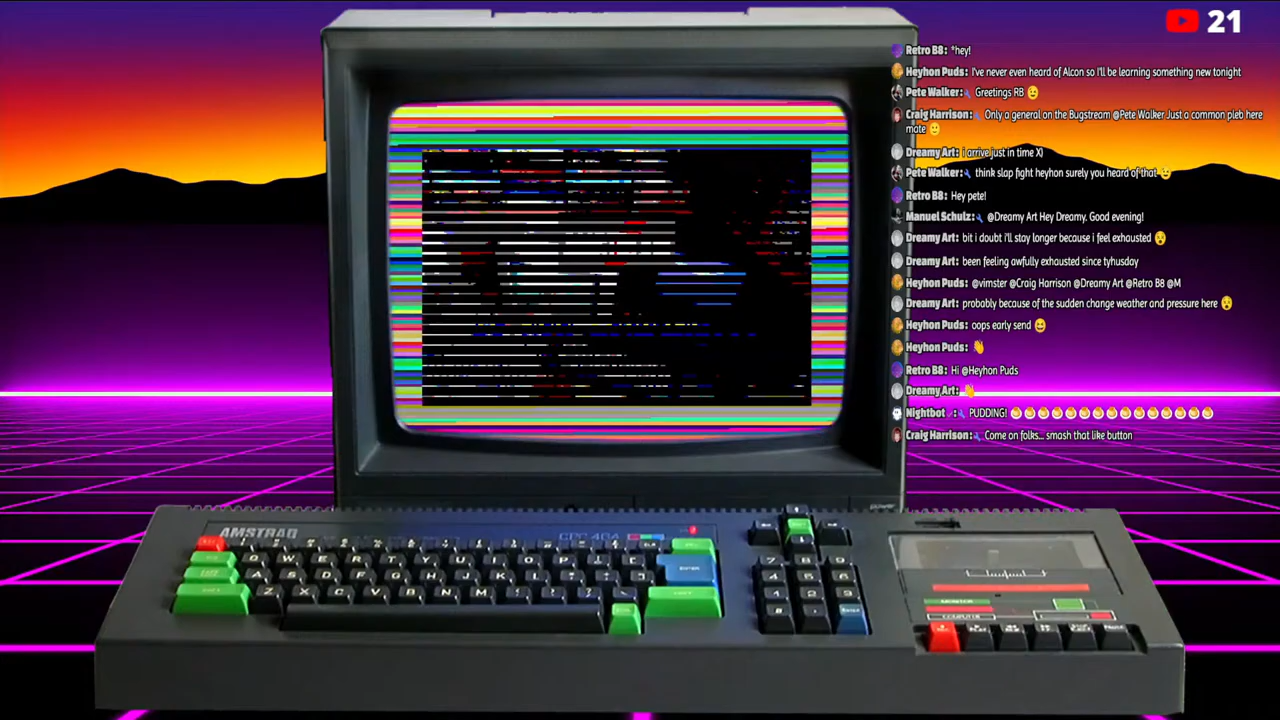 21
Retro B8: *hey!
Heyhon Puds: I've never even heard of Alcon so I'll be learning something new tonight
Pete Walker: Greetings RB 😉
Craig Harrison: Only a general on the Bugstream @Pete Walker Just a common pleb here
mate 🙂
Dreamy Art: i arrive just in time X)
Pete Walker: think slap fight heyhon surely you heard of that 😉
Retro B8: Hey pete!
Manuel Schulz: @Dreamy Art Hey Dreamy. Good evening!
Dreamy Art: bit i doubt i'll stay longer because i feel exhausted 😧
Dreamy Art: been feeling awfully exhausted since tyhusday
Heyhon Puds: @vimster @Craig Harrison @Dreamy Art @Retro B8 @M
Dreamy Art: probably because of the sudden change weather and pressure here 😧
Heyhon Puds: oops early send 😄
Heyhon Puds: 👋
Retro B8: Hi @Heyhon Puds
Dreamy Art: 👋
Nightbot: PUDDING! 🍮🍮🍮🍮🍮🍮🍮🍮🍮🍮🍮🍮🍮🍮🍮
Craig Harrison: Come on folks... smash that like button
power
AMSTRAD
CPC 464
Q W E R T Y U I O P
A S D F G H J K L
Z X C V B N M